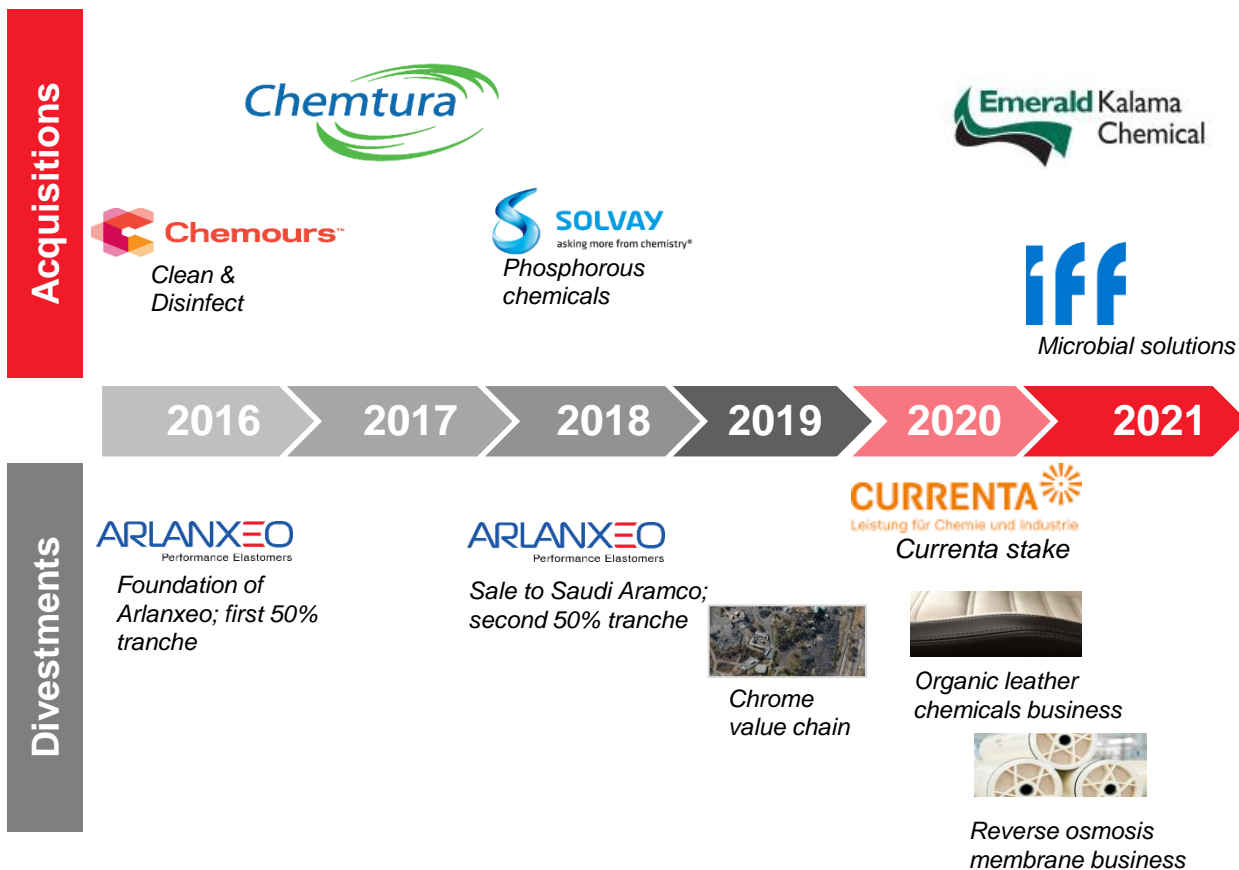 Acquisitions
Chemtura
Emerald Kalama
Chemical
Chemours™
Clean &
Disinfect
SOLVAY
asking more from chemistry®
Phosphorous
chemicals
iff
Microbial solutions
2016
2017
2018
2019
2020
2021
Divestments
ARLANXEO
Performance Elastomers
Foundation of
Arlanxeo; first 50%
tranche
ARLANXEO
Performance Elastomers
Sale to Saudi Aramco;
second 50% tranche
Chrome
value chain
CURRENTA
Leistung für Chemie und Industrie
Currenta stake
Organic leather
chemicals business
Reverse osmosis
membrane business